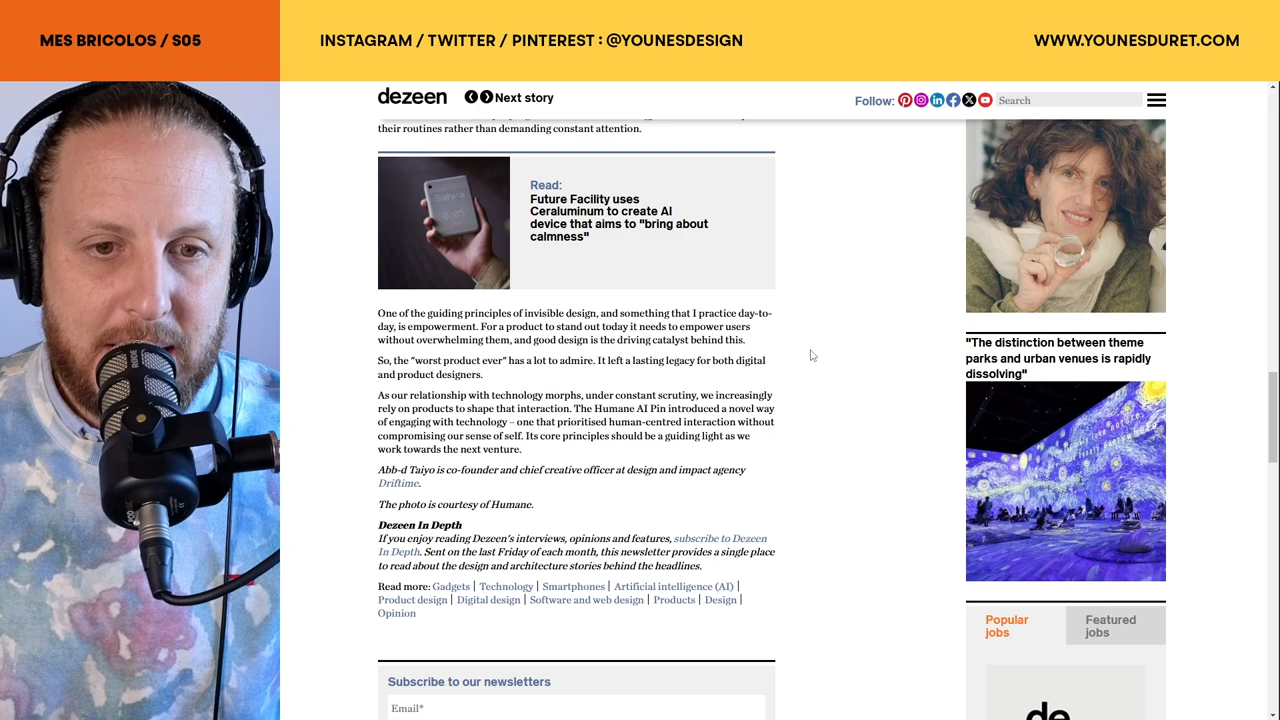 MES BRICOLOS / S05
INSTAGRAM / TWITTER / PINTEREST : @YOUNESDESIGN
WWW.YOUNESDURET.COM
dezeen
Next story
Follow:
Search
their routines rather than demanding constant attention.
Read:
Future Facility uses
Ceraluminum to create AI
device that aims to "bring about
calmness"
One of the guiding principles of invisible design, and something that I practice day-to-
day, is empowerment. For a product to stand out today it needs to empower users
without overwhelming them, and good design is the driving catalyst behind this.
So, the "worst product ever" has a lot to admire. It left a lasting legacy for both digital
and product designers.
As our relationship with technology morphs, under constant scrutiny, we increasingly
rely on products to shape that interaction. The Humane AI Pin introduced a novel way
of engaging with technology – one that prioritised human-centred interaction without
compromising our sense of self. Its core principles should be a guiding light as we
work towards the next venture.
Abb-d Taiyo is co-founder and chief creative officer at design and impact agency
Driftime.
The photo is courtesy of Humane.
Dezeen In Depth
If you enjoy reading Dezeen's interviews, opinions and features, subscribe to Dezeen
In Depth. Sent on the last Friday of each month, this newsletter provides a single place
to read about the design and architecture stories behind the headlines.
Read more: Gadgets | Technology | Smartphones | Artificial intelligence (AI) |
Product design | Digital design | Software and web design | Products | Design |
Opinion
Subscribe to our newsletters
Email*
"The distinction between theme
parks and urban venues is rapidly
dissolving"
Popular
jobs
Featured
jobs
de
RØDE